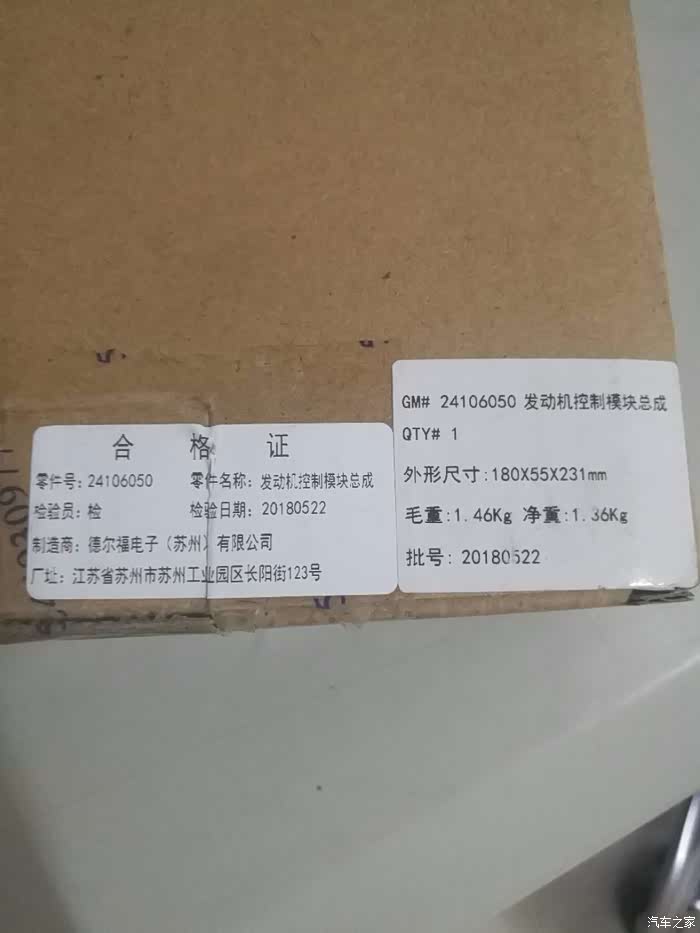 合格证
零件号：24106050 零件名称：发动机控制模块总成
检验员：检 检验日期：20180522
制造商：德尔福电子（苏州）有限公司
厂址：江苏省苏州市苏州工业园区长阳街123号
GM# 24106050 发动机控制模块总成
QTY# 1
外形尺寸：180X55X231mm
毛重：1.46Kg 净重：1.36Kg
批号：20180522
汽车之家